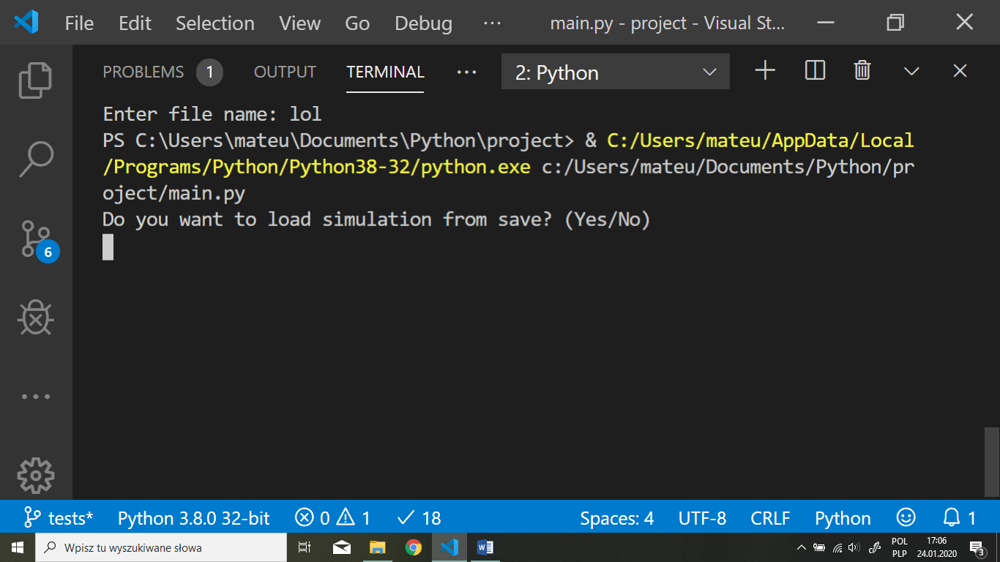 File Edit Selection View Go Debug ··· main.py - project - Visual St...
PROBLEMS 1 OUTPUT TERMINAL ··· 2: Python
Enter file name: lol
PS C:\Users\mateu\Documents\Python\project> & C:/Users/mateu/AppData/Local
/Programs/Python/Python38-32/python.exe c:/Users/mateu/Documents/Python/pr
oject/main.py
Do you want to load simulation from save? (Yes/No)
6
tests* Python 3.8.0 32-bit 0 1 18 Spaces: 4 UTF-8 CRLF Python 1
Wpisz tu wyszukiwane słowa
POL 17:06
PLP 24.01.2020 3